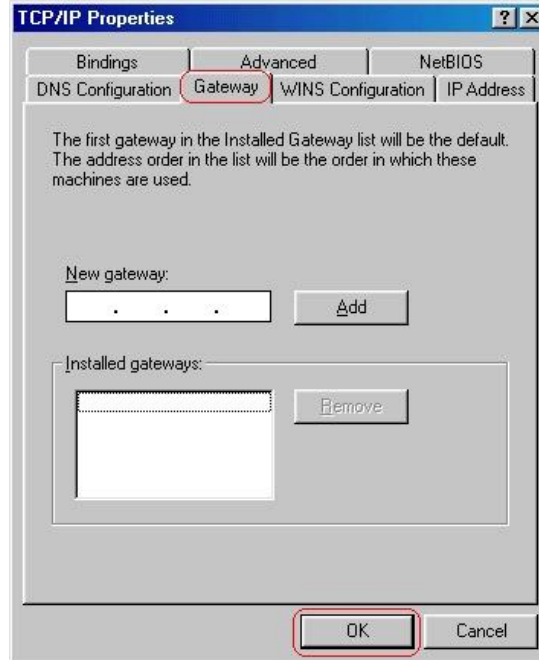 TCP/IP Properties
? X
Bindings
Advanced
NetBIOS
DNS Configuration
Gateway
WINS Configuration
IP Address
The first gateway in the Installed Gateway list will be the default.
The address order in the list will be the order in which these
machines are used.
New gateway:
. . .
Add
Installed gateways:
Remove
OK
Cancel